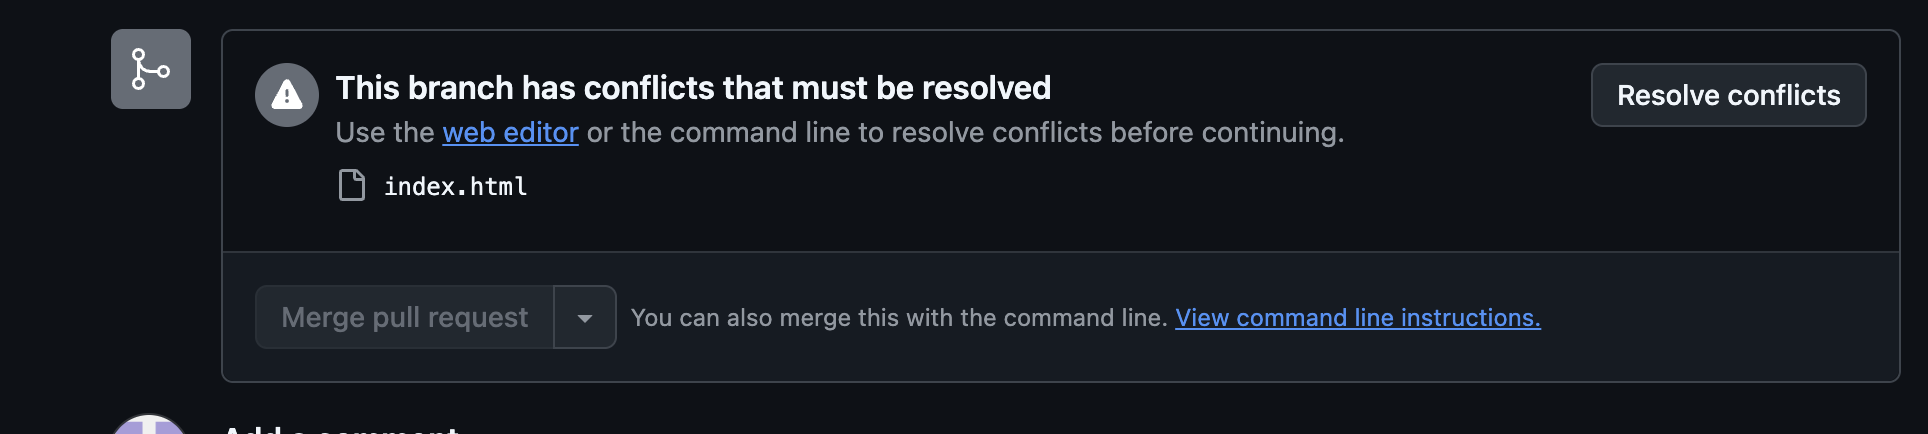 This branch has conflicts that must be resolved
Resolve conflicts
Use the web editor or the command line to resolve conflicts before continuing.
index.html
Merge pull request
You can also merge this with the command line. View command line instructions.
Add a comment